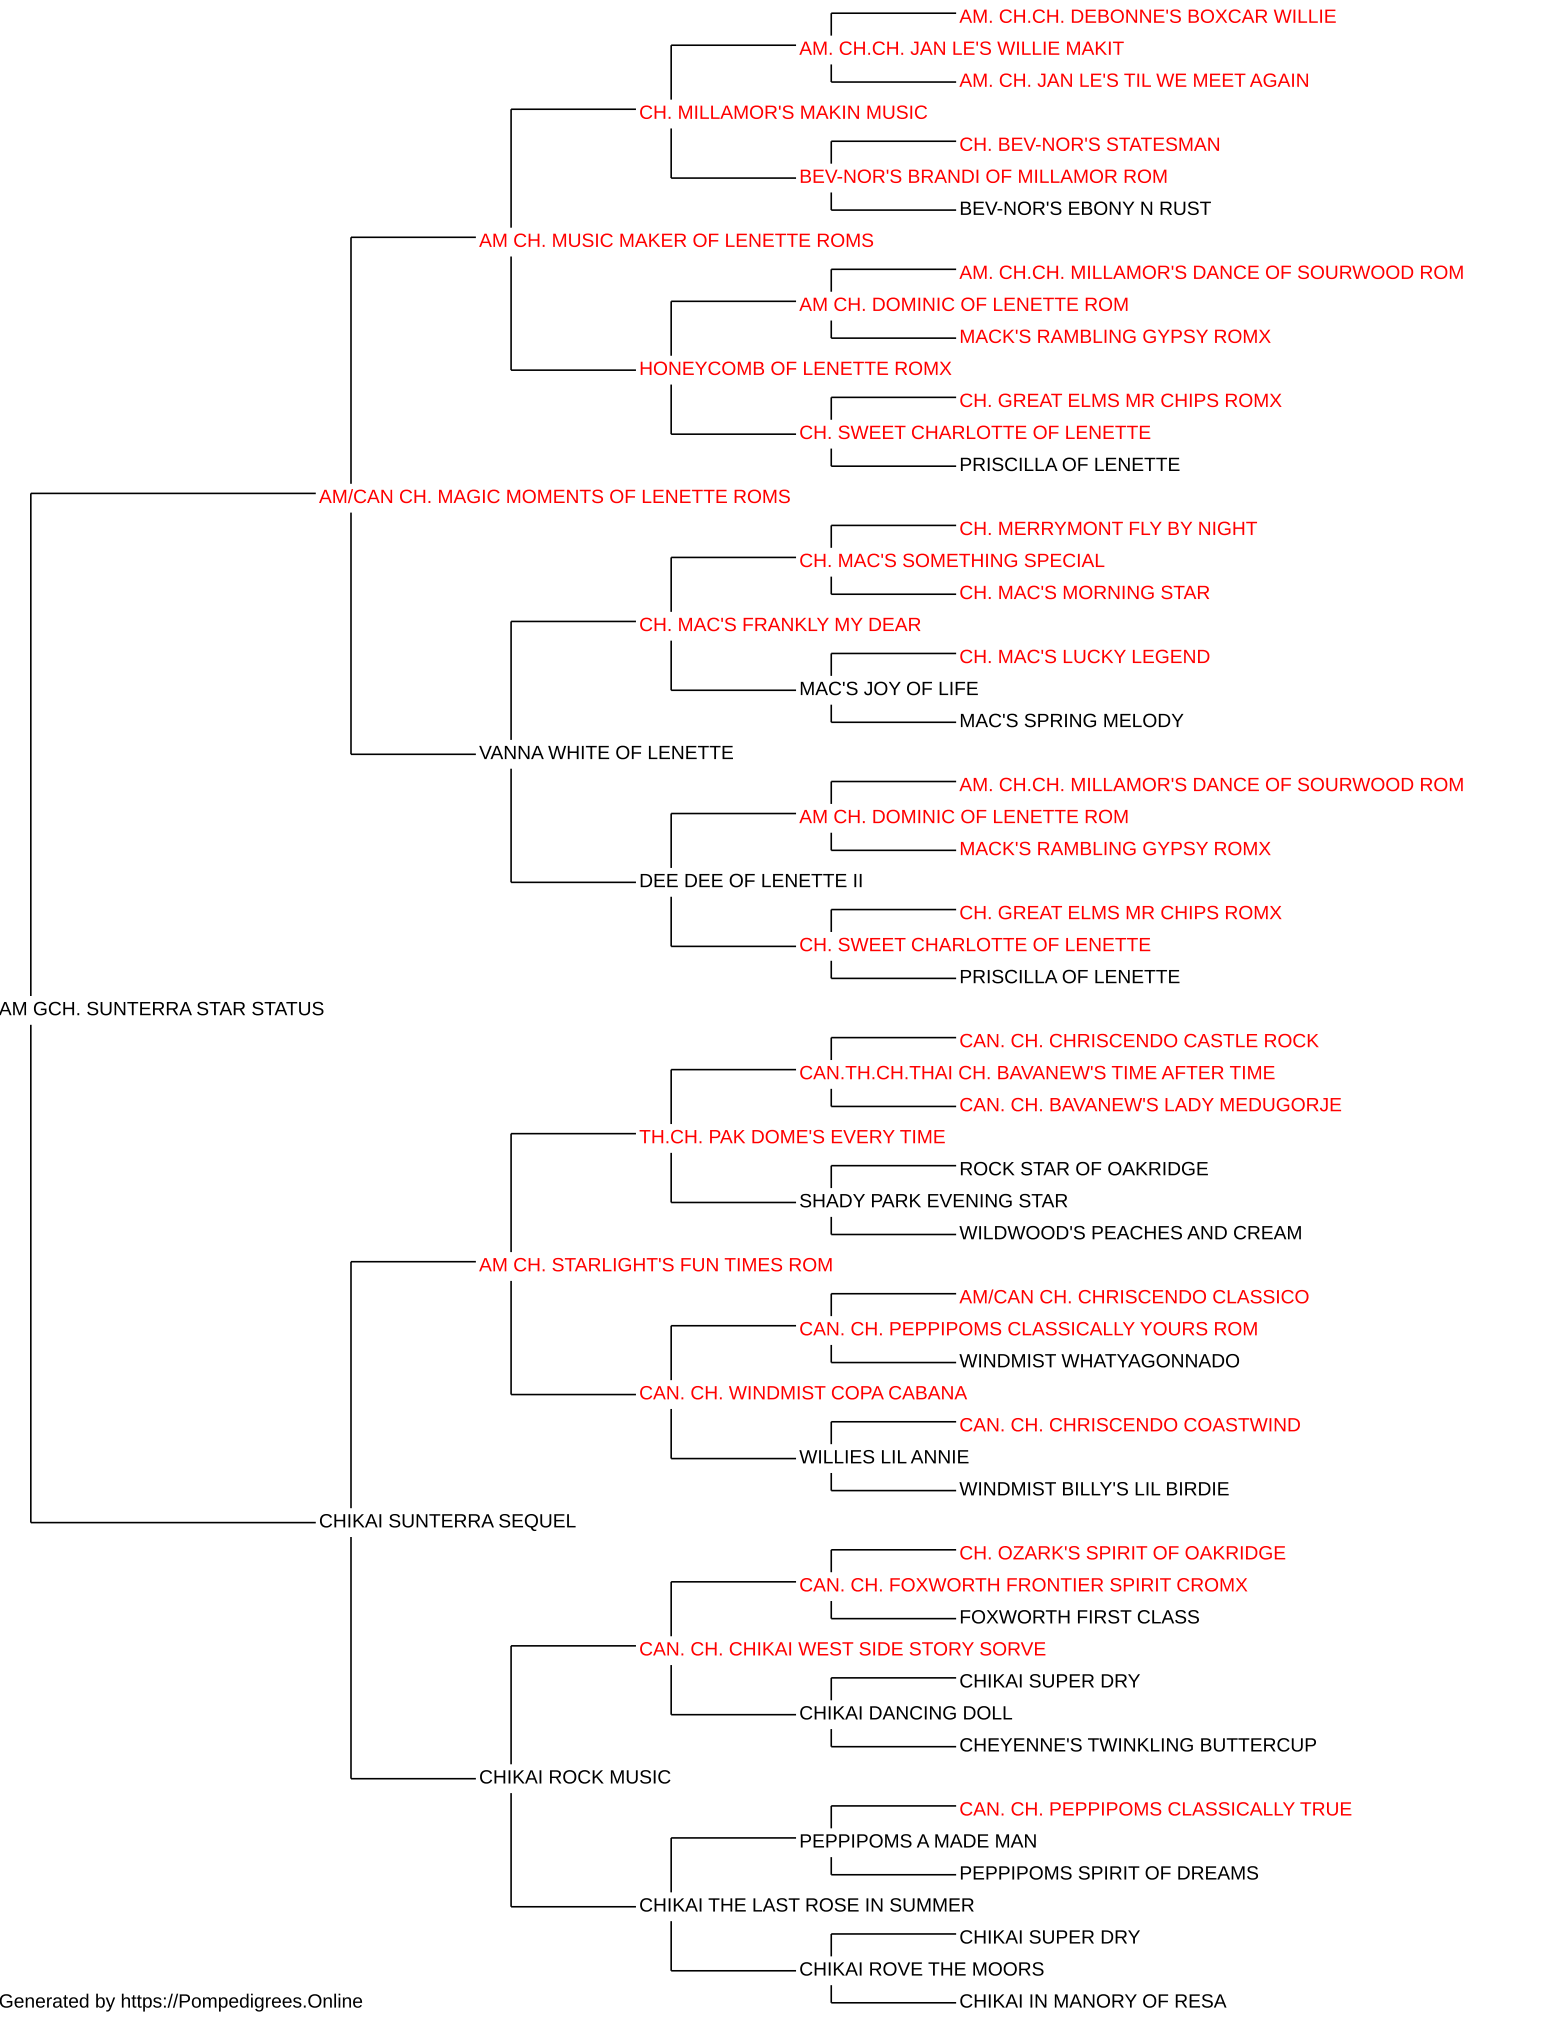 AM. CH.CH. DEBONNE'S BOXCAR WILLIE
AM. CH.CH. JAN LE'S WILLIE MAKIT
AM. CH. JAN LE'S TIL WE MEET AGAIN
CH. MILLAMOR'S MAKIN MUSIC
CH. BEV-NOR'S STATESMAN
BEV-NOR'S BRANDI OF MILLAMOR ROM
BEV-NOR'S EBONY N RUST
AM CH. MUSIC MAKER OF LENETTE ROMS
AM. CH.CH. MILLAMOR'S DANCE OF SOURWOOD ROM
AM CH. DOMINIC OF LENETTE ROM
MACK'S RAMBLING GYPSY ROMX
HONEYCOMB OF LENETTE ROMX
CH. GREAT ELMS MR CHIPS ROMX
CH. SWEET CHARLOTTE OF LENETTE
PRISCILLA OF LENETTE
AM/CAN CH. MAGIC MOMENTS OF LENETTE ROMS
CH. MERRYMONT FLY BY NIGHT
CH. MAC'S SOMETHING SPECIAL
CH. MAC'S MORNING STAR
CH. MAC'S FRANKLY MY DEAR
CH. MAC'S LUCKY LEGEND
MAC'S JOY OF LIFE
MAC'S SPRING MELODY
VANNA WHITE OF LENETTE
AM. CH.CH. MILLAMOR'S DANCE OF SOURWOOD ROM
AM CH. DOMINIC OF LENETTE ROM
MACK'S RAMBLING GYPSY ROMX
DEE DEE OF LENETTE II
CH. GREAT ELMS MR CHIPS ROMX
CH. SWEET CHARLOTTE OF LENETTE
PRISCILLA OF LENETTE
AM GCH. SUNTERRA STAR STATUS
CAN. CH. CHRISCENDO CASTLE ROCK
CAN.TH.CH.THAI CH. BAVANEW'S TIME AFTER TIME
CAN. CH. BAVANEW'S LADY MEDUGORJE
TH.CH. PAK DOME'S EVERY TIME
ROCK STAR OF OAKRIDGE
SHADY PARK EVENING STAR
WILDWOOD'S PEACHES AND CREAM
AM CH. STARLIGHT'S FUN TIMES ROM
AM/CAN CH. CHRISCENDO CLASSICO
CAN. CH. PEPPIPOMS CLASSICALLY YOURS ROM
WINDMIST WHATYAGONNADO
CAN. CH. WINDMIST COPA CABANA
CAN. CH. CHRISCENDO COASTWIND
WILLIES LIL ANNIE
WINDMIST BILLY'S LIL BIRDIE
CHIKAI SUNTERRA SEQUEL
CH. OZARK'S SPIRIT OF OAKRIDGE
CAN. CH. FOXWORTH FRONTIER SPIRIT CROMX
FOXWORTH FIRST CLASS
CAN. CH. CHIKAI WEST SIDE STORY SORVE
CHIKAI SUPER DRY
CHIKAI DANCING DOLL
CHEYENNE'S TWINKLING BUTTERCUP
CHIKAI ROCK MUSIC
CAN. CH. PEPPIPOMS CLASSICALLY TRUE
PEPPIPOMS A MADE MAN
PEPPIPOMS SPIRIT OF DREAMS
CHIKAI THE LAST ROSE IN SUMMER
CHIKAI SUPER DRY
CHIKAI ROVE THE MOORS
CHIKAI IN MANORY OF RESA
Generated by https://Pompedigrees.Online